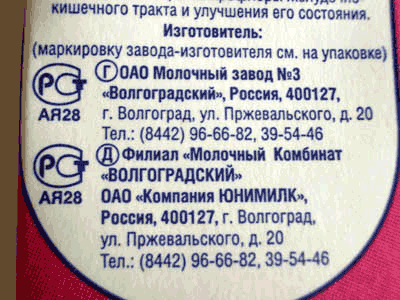 кишечного тракта и улучшения его состояния.
Изготовитель:
(маркировку завода-изготовителя см. на упаковке)
РСТ Г ОАО Молочный завод №3
«Волгоградский», Россия, 400127,
АЯ28 г. Волгоград, ул. Пржевальского, д. 20
Тел.: (8442) 96-66-82, 39-54-46
РСТ Д Филиал «Молочный Комбинат
«ВОЛГОГРАДСКИЙ»
АЯ28 ОАО «Компания ЮНИМИЛК»,
Россия, 400127, г. Волгоград,
ул. Пржевальского, д. 20
Тел.: (8442) 96-66-82, 39-54-46